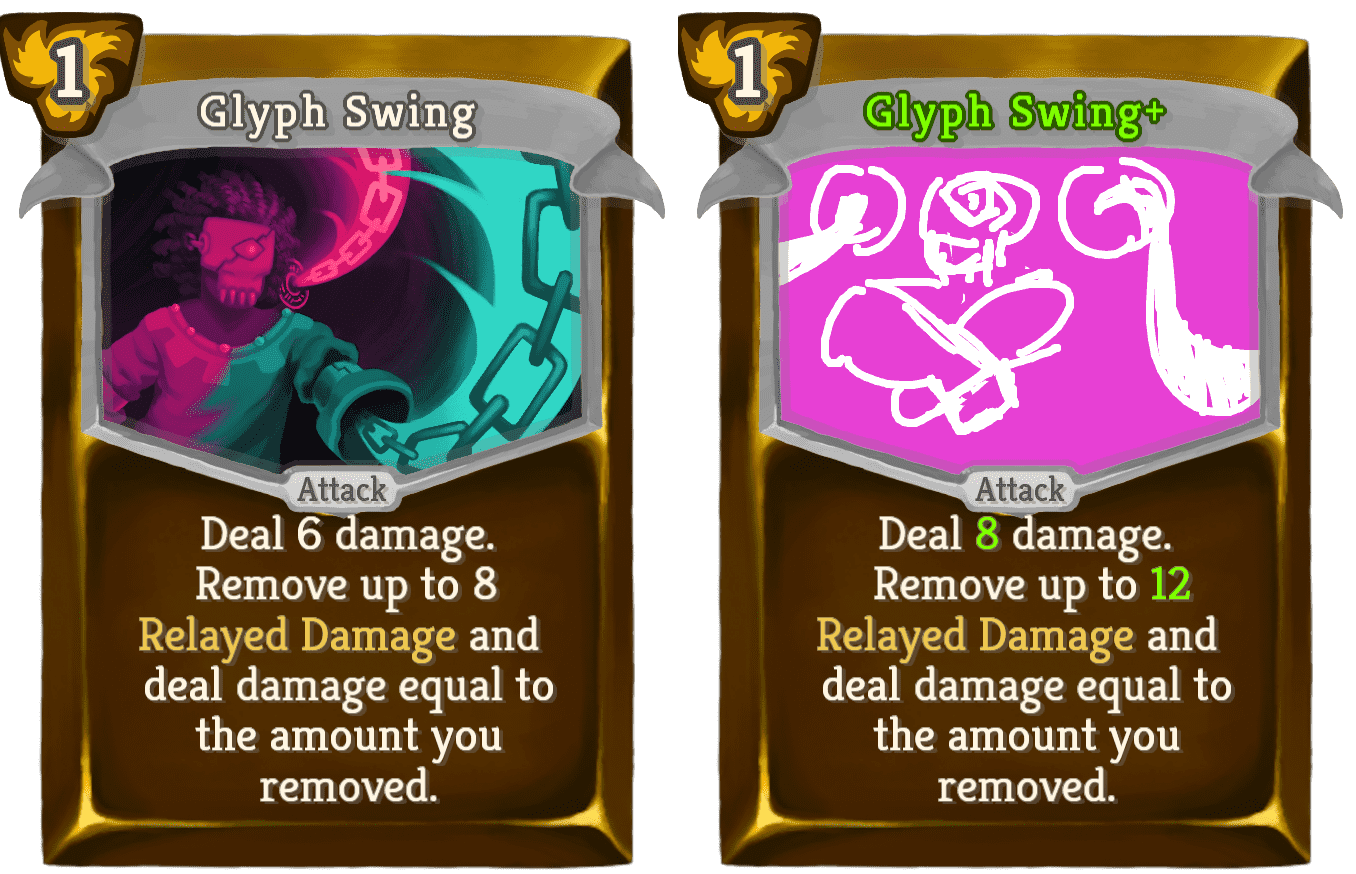 1
Glyph Swing
Attack
Deal 6 damage.
Remove up to 8
Relayed Damage and
deal damage equal to
the amount you
removed.
1
Glyph Swing+
Attack
Deal 8 damage.
Remove up to 12
Relayed Damage and
deal damage equal to
the amount you
removed.